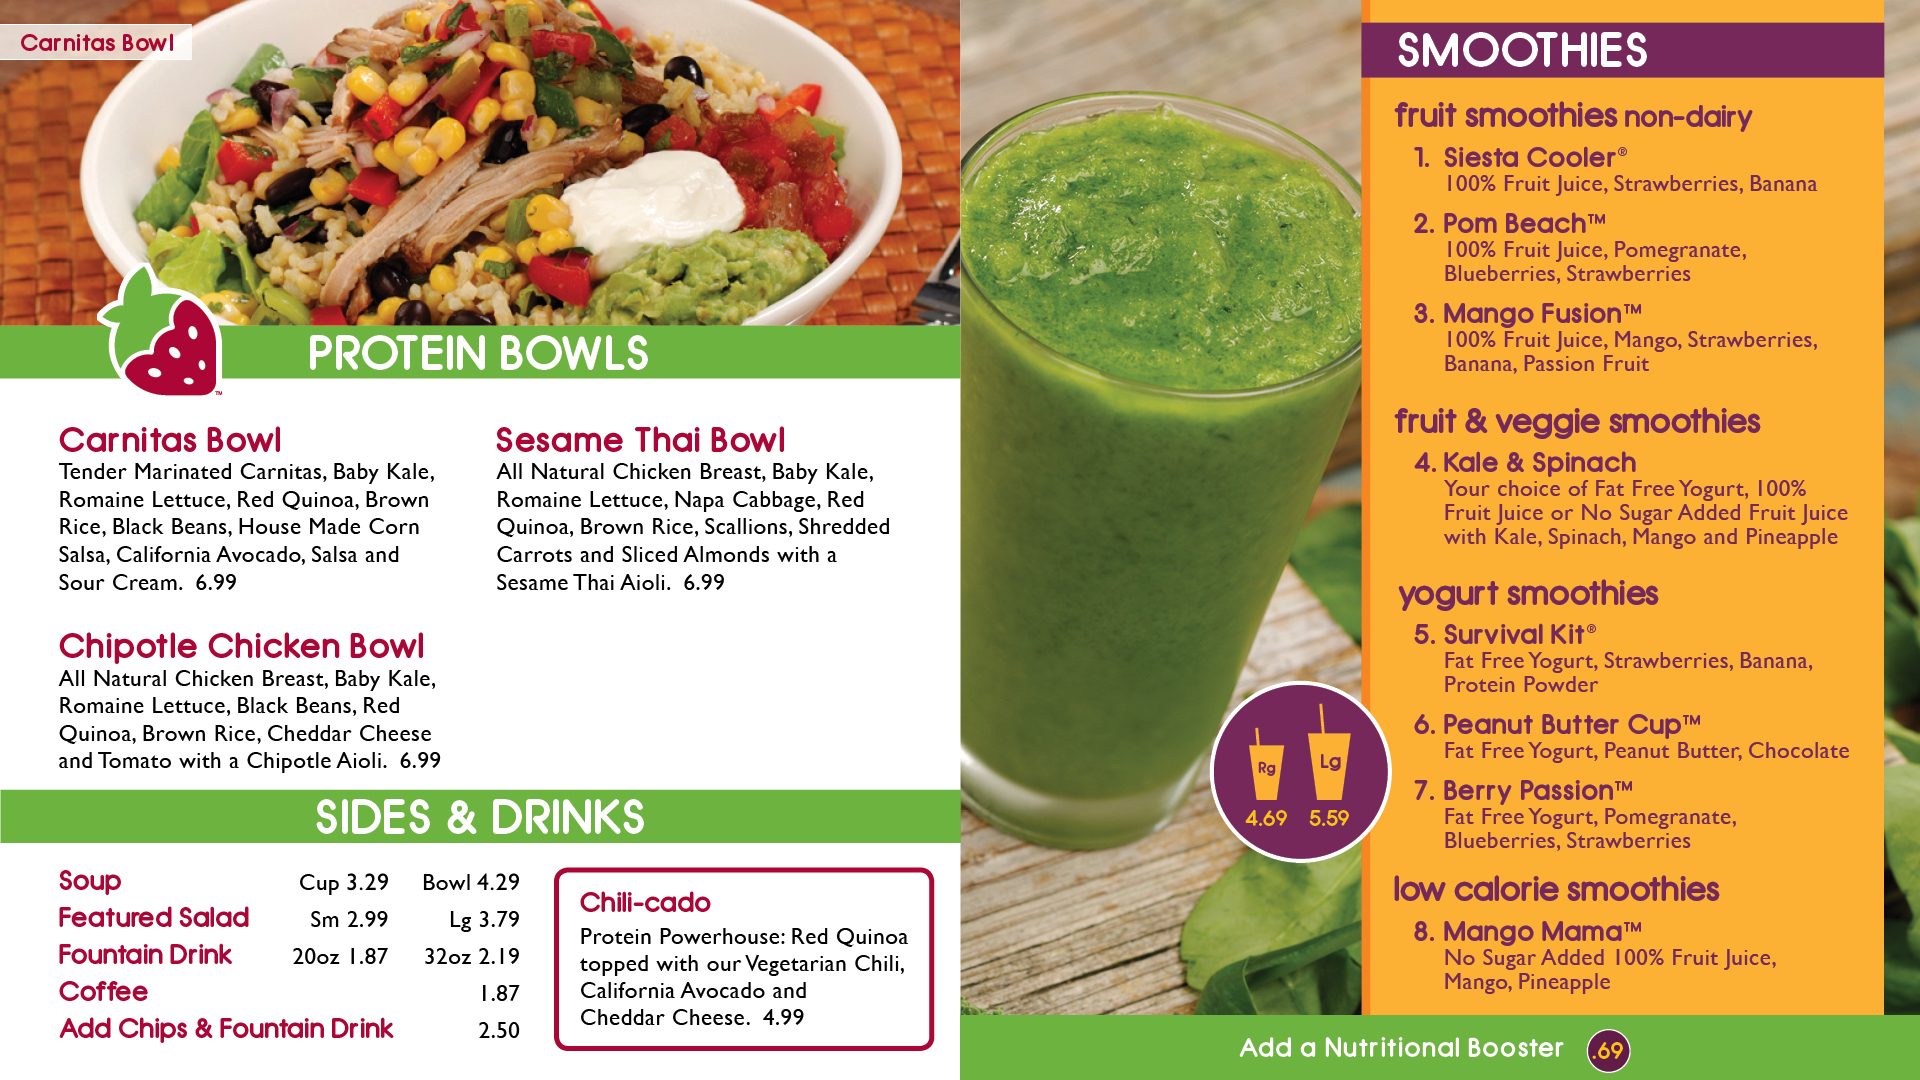 Carnitas Bowl
PROTEIN BOWLS
Carnitas Bowl
Tender Marinated Carnitas, Baby Kale,
Romaine Lettuce, Red Quinoa, Brown
Rice, Black Beans, House Made Corn
Salsa, California Avocado, Salsa and
Sour Cream. 6.99
Chipotle Chicken Bowl
All Natural Chicken Breast, Baby Kale,
Romaine Lettuce, Black Beans, Red
Quinoa, Brown Rice, Cheddar Cheese
and Tomato with a Chipotle Aioli. 6.99
Sesame Thai Bowl
All Natural Chicken Breast, Baby Kale,
Romaine Lettuce, Napa Cabbage, Red
Quinoa, Brown Rice, Scallions, Shredded
Carrots and Sliced Almonds with a
Sesame Thai Aioli. 6.99
SIDES & DRINKS
Soup Cup 3.29 Bowl 4.29
Featured Salad Sm 2.99 Lg 3.79
Fountain Drink 20oz 1.87 32oz 2.19
Coffee 1.87
Add Chips & Fountain Drink 2.50
Chili-cado
Protein Powerhouse: Red Quinoa
topped with our Vegetarian Chili,
California Avocado and
Cheddar Cheese. 4.99
SMOOTHIES
fruit smoothies non-dairy
1. Siesta Cooler®
100% Fruit Juice, Strawberries, Banana
2. Pom Beach™
100% Fruit Juice, Pomegranate,
Blueberries, Strawberries
3. Mango Fusion™
100% Fruit Juice, Mango, Strawberries,
Banana, Passion Fruit
fruit & veggie smoothies
4. Kale & Spinach
Your choice of Fat Free Yogurt, 100%
Fruit Juice or No Sugar Added Fruit Juice
with Kale, Spinach, Mango and Pineapple
yogurt smoothies
5. Survival Kit®
Fat Free Yogurt, Strawberries, Banana,
Protein Powder
6. Peanut Butter Cup™
Fat Free Yogurt, Peanut Butter, Chocolate
7. Berry Passion™
Fat Free Yogurt, Pomegranate,
Blueberries, Strawberries
low calorie smoothies
8. Mango Mama™
No Sugar Added 100% Fruit Juice,
Mango, Pineapple
Rg Lg
4.69 5.59
Add a Nutritional Booster .69